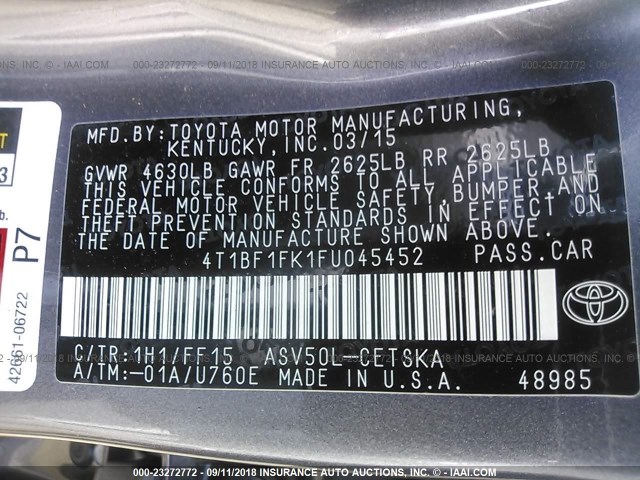 000-23272772 - 09/11/2018 INSURANCE AUTO AUCTIONS, INC. - © IAAI.COM
MFD.BY:TOYOTA MOTOR MANUFACTURING,
KENTUCKY,INC.03/15
GVWR 4630LB GAWR FR 2625LB RR 2625LB
THIS VEHICLE CONFORMS TO ALL APPLICABLE
FEDERAL MOTOR VEHICLE SAFETY,BUMPER,AND
THEFT PREVENTION STANDARDS IN EFFECT ON
THE DATE OF MANUFACTURE SHOWN ABOVE.
4T1BF1FK1FU045452 PASS.CAR
C/TR:1H1/FF15 ASV50L-CETSKA
A/TM:-01A/U760E MADE IN U.S.A. 48985
P7
42661-06722
000-23272772 - 09/11/2018 INSURANCE AUTO AUCTIONS, INC. - © IAAI.COM